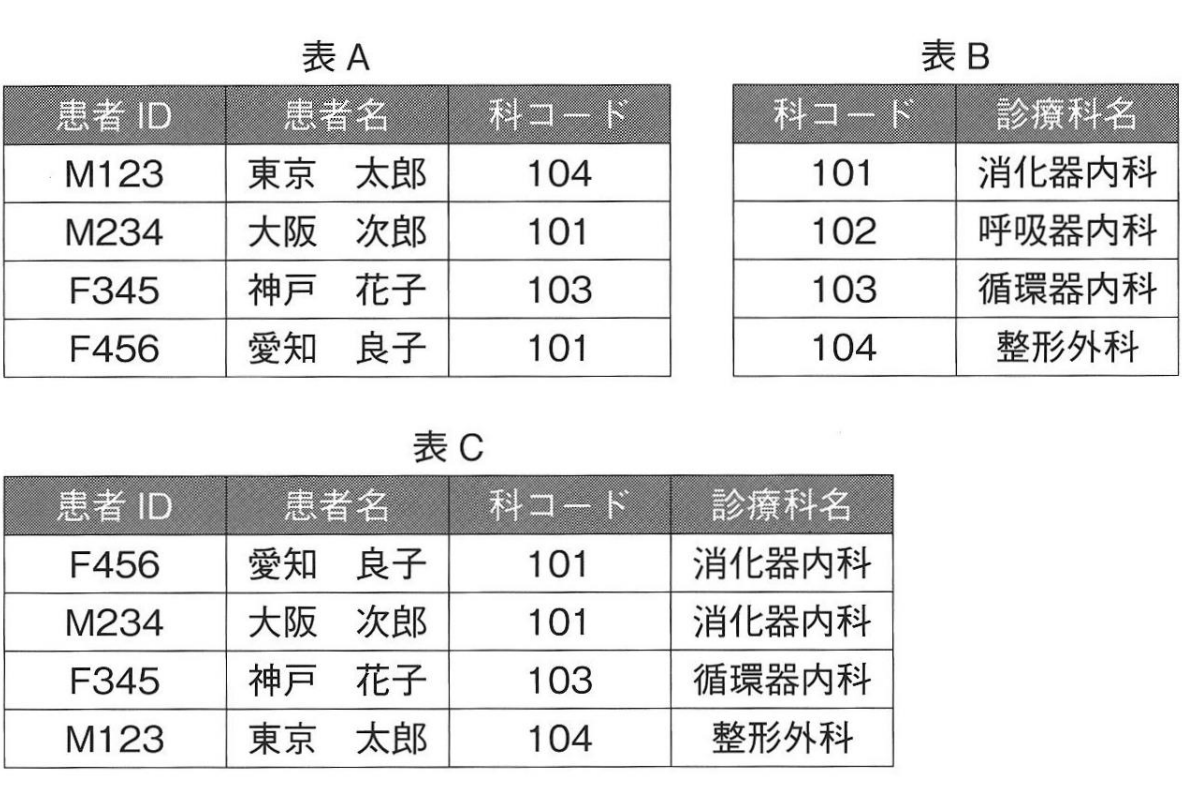 表 A
患者 ID 患者名 科コード
M123 東京　太郎 104
M234 大阪　次郎 101
F345 神戸　花子 103
F456 愛知　良子 101
表 B
科コード 診療科名
101 消化器内科
102 呼吸器内科
103 循環器内科
104 整形外科
表 C
患者 ID 患者名 科コード 診療科名
F456 愛知　良子 101 消化器内科
M234 大阪　次郎 101 消化器内科
F345 神戸　花子 103 循環器内科
M123 東京　太郎 104 整形外科